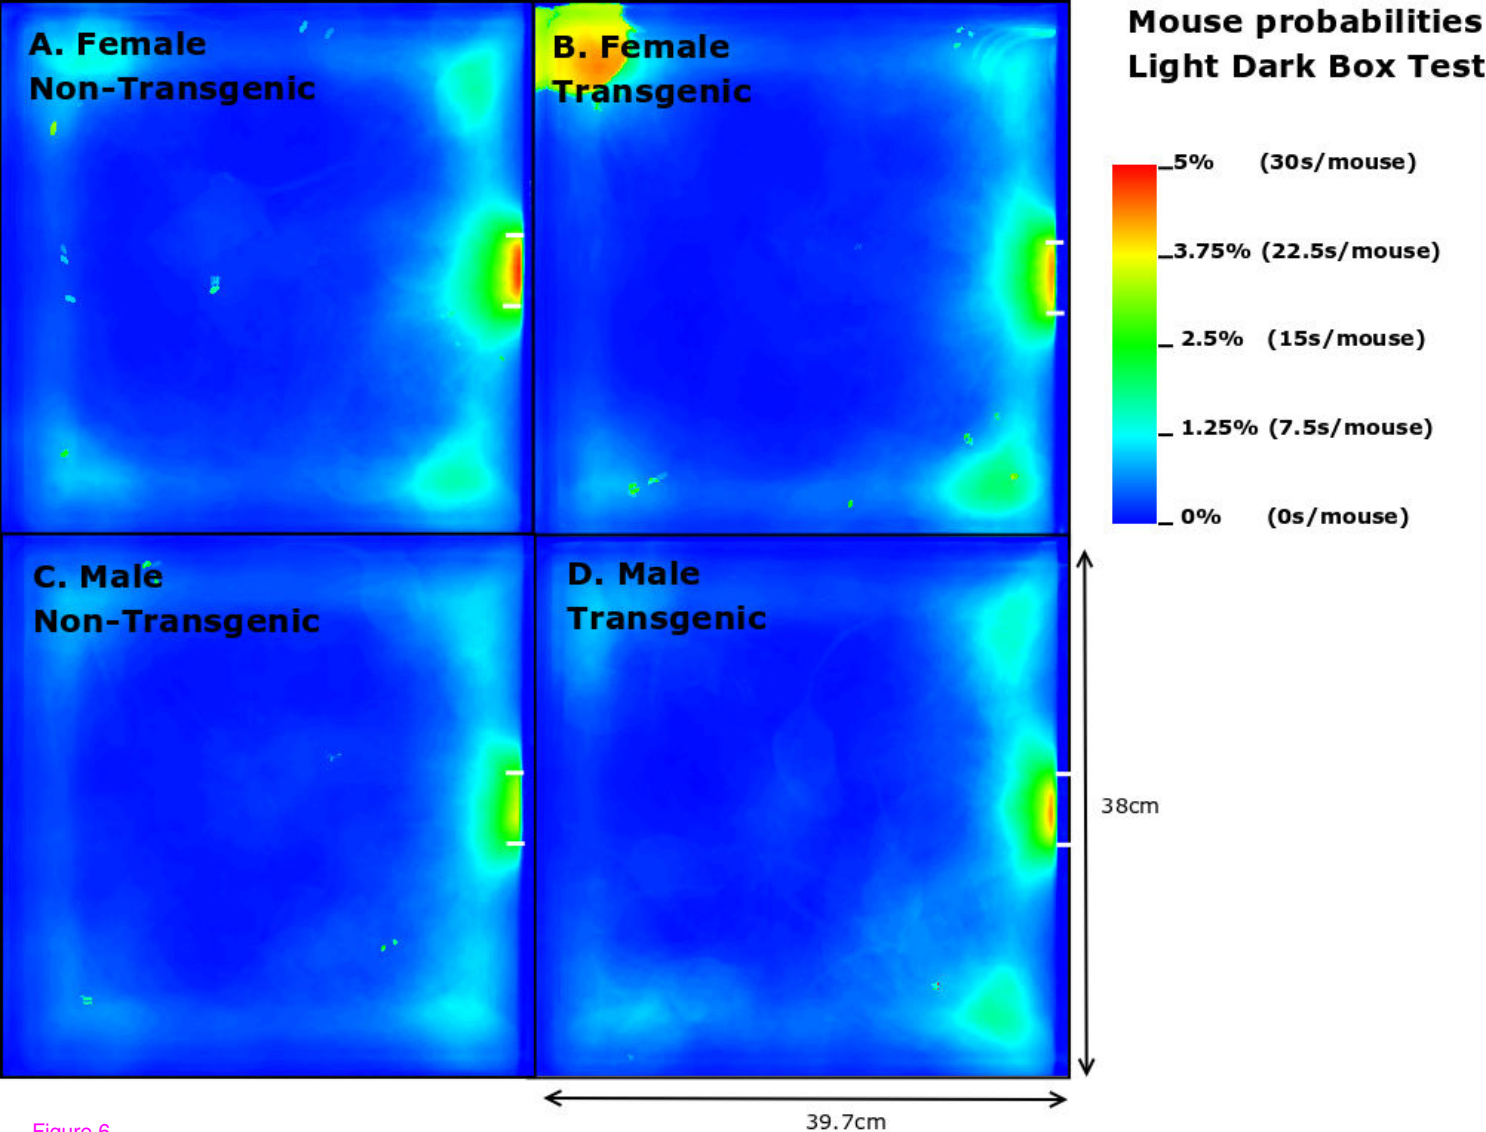 A. Female
Non-Transgenic
B. Female
Transgenic
Mouse probabilities
Light Dark Box Test
5% (30s/mouse)
3.75% (22.5s/mouse)
2.5% (15s/mouse)
1.25% (7.5s/mouse)
0% (0s/mouse)
C. Male
Non-Transgenic
D. Male
Transgenic
38cm
39.7cm
Figure 6